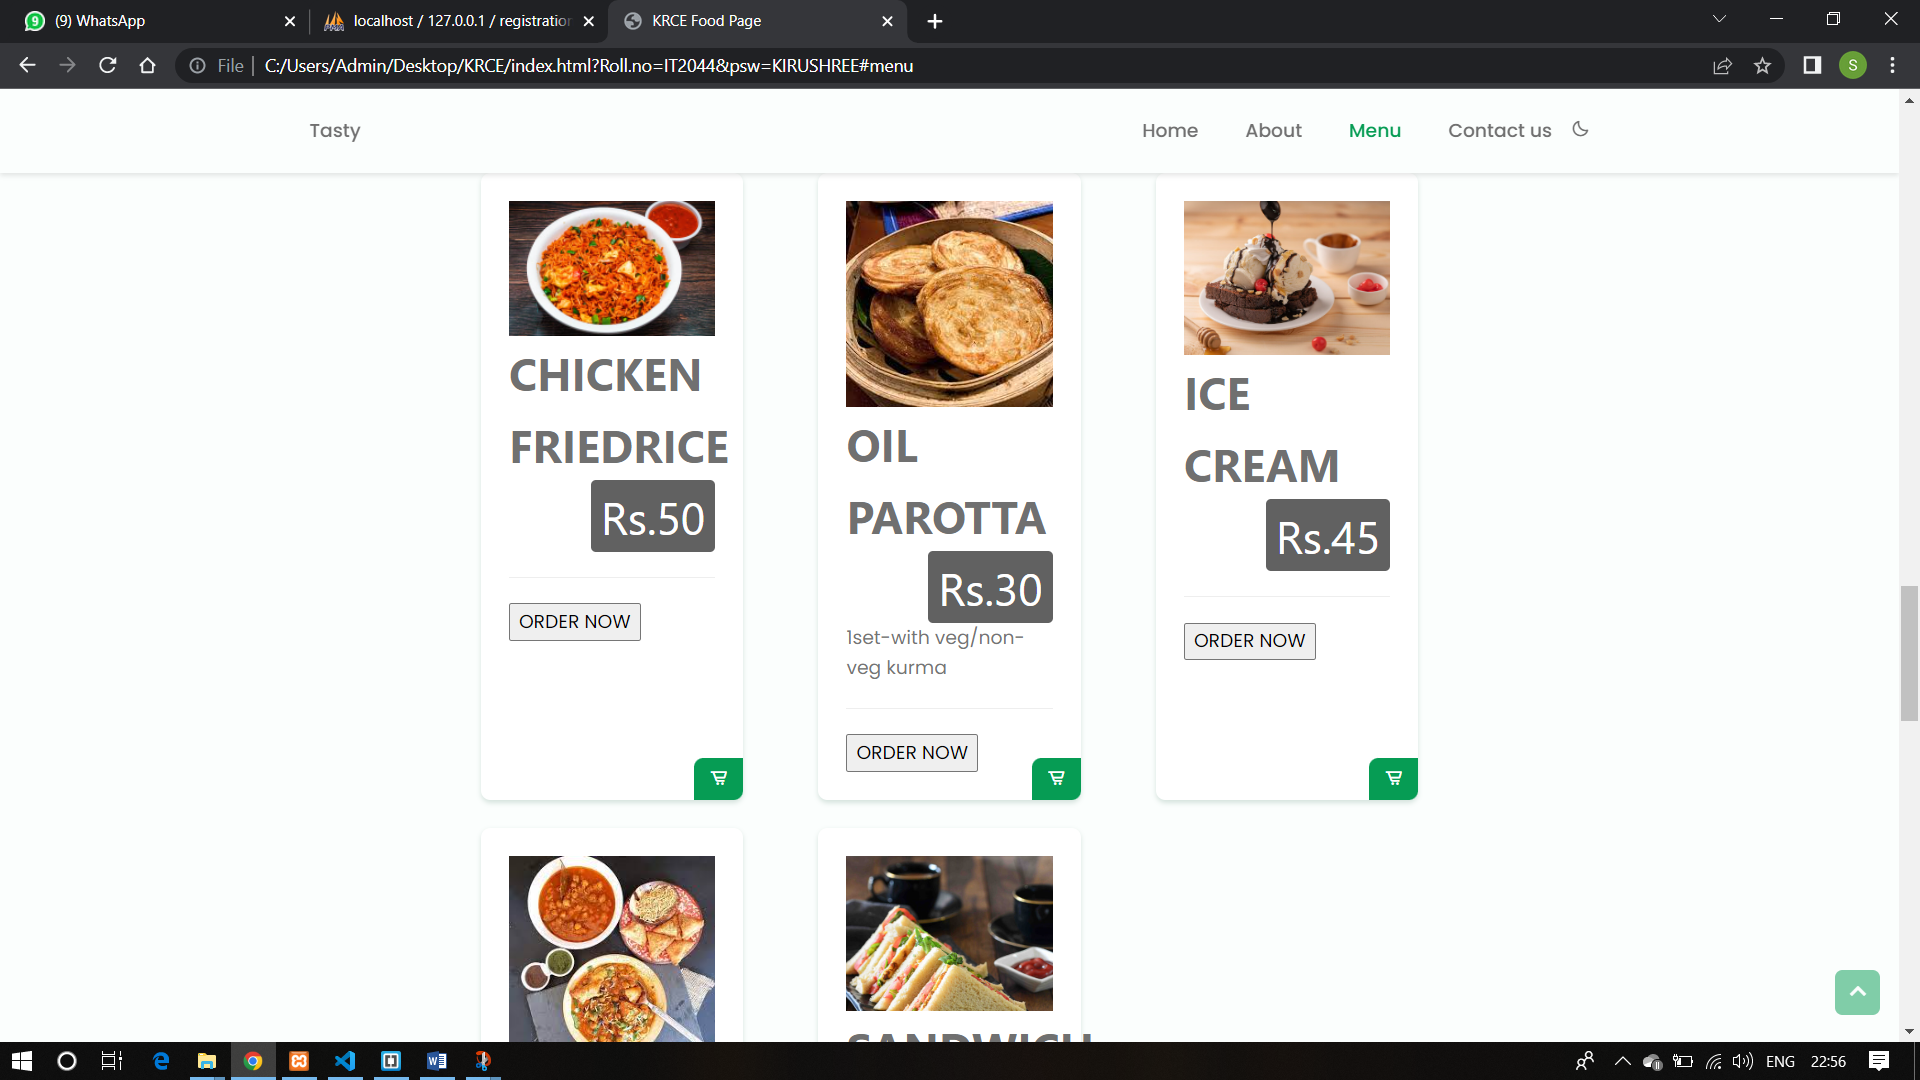 (9) WhatsApp
localhost / 127.0.0.1 / registration
KRCE Food Page
File
C:/Users/Admin/Desktop/KRCE/index.html?Roll.no=IT2044&psw=KIRUSHREE#menu
S
Tasty
Home
About
Menu
Contact us
CHICKEN
FRIEDRICE
Rs.50
ORDER NOW
OIL
PAROTTA
Rs.30
1set-with veg/non-
veg kurma
ORDER NOW
ICE
CREAM
Rs.45
ORDER NOW
SANDWICH
ENG
22:56